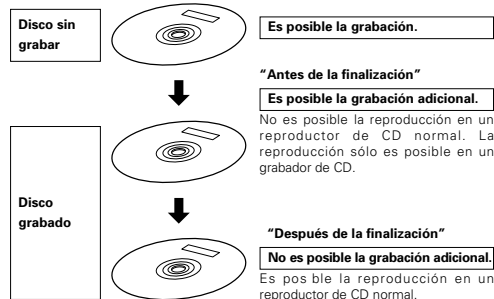 Disco sin
grabar
Es posible la grabación.
“Antes de la finalización”
Es posible la grabación adicional.
No es posible la reproducción en un
reproductor de CD normal. La
reproducción sólo es posible en un
grabador de CD.
Disco
grabado
“Después de la finalización”
No es posible la grabación adicional.
Es pos ble la reproducción en un
reproductor de CD normal.